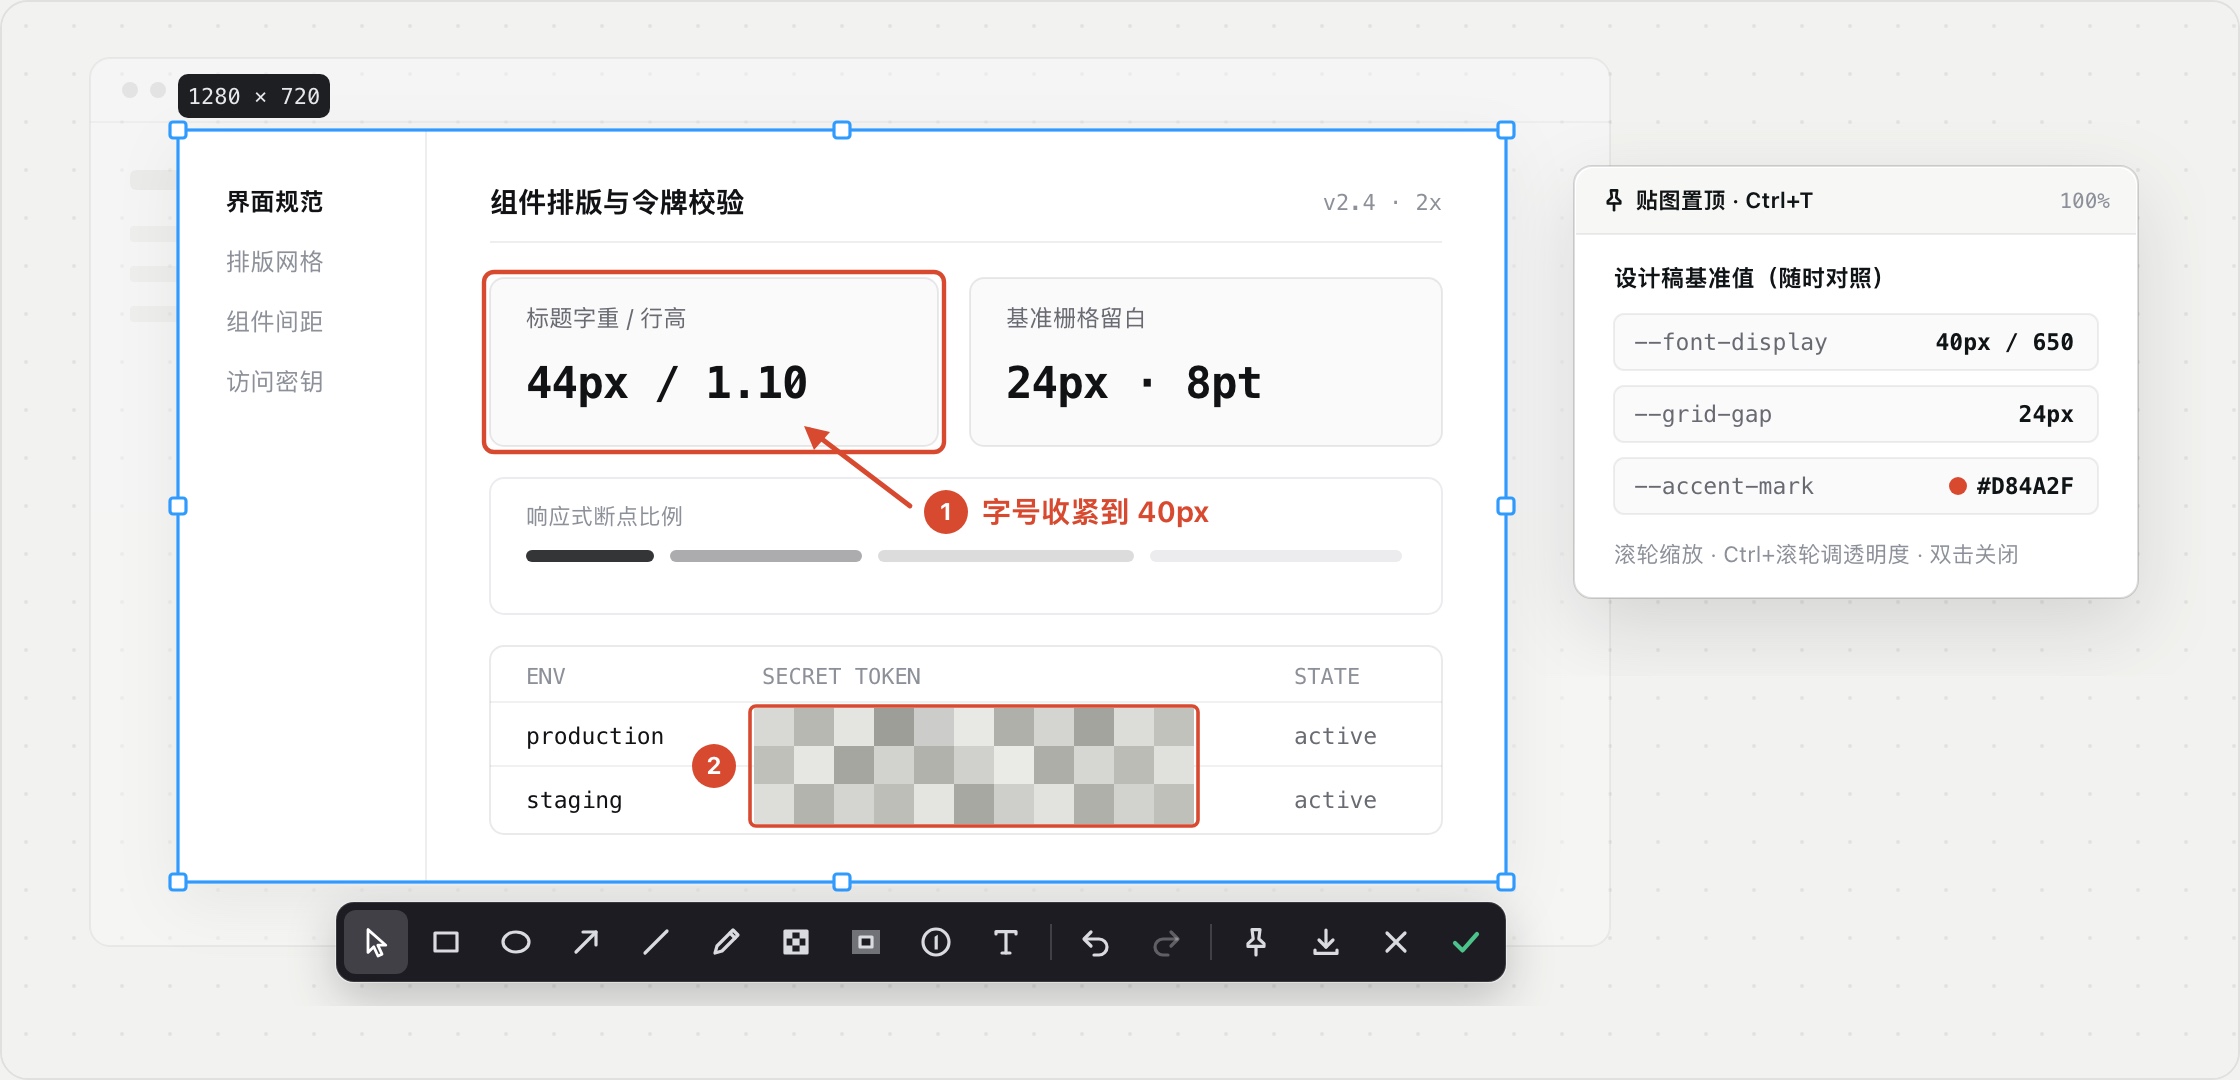 1280 × 720
界面规范
排版网格
组件间距
访问密钥
组件排版与令牌校验
v2.4 · 2x
标题字重 / 行高
44px / 1.10
基准栅格留白
24px · 8pt
1 字号收紧到 40px
响应式断点比例
ENV SECRET TOKEN STATE
production active
2
staging active
贴图置顶 · Ctrl+T 100%
设计稿基准值（随时对照）
--font-display 40px / 650
--grid-gap 24px
--accent-mark #D84A2F
滚轮缩放 · Ctrl+滚轮调透明度 · 双击关闭